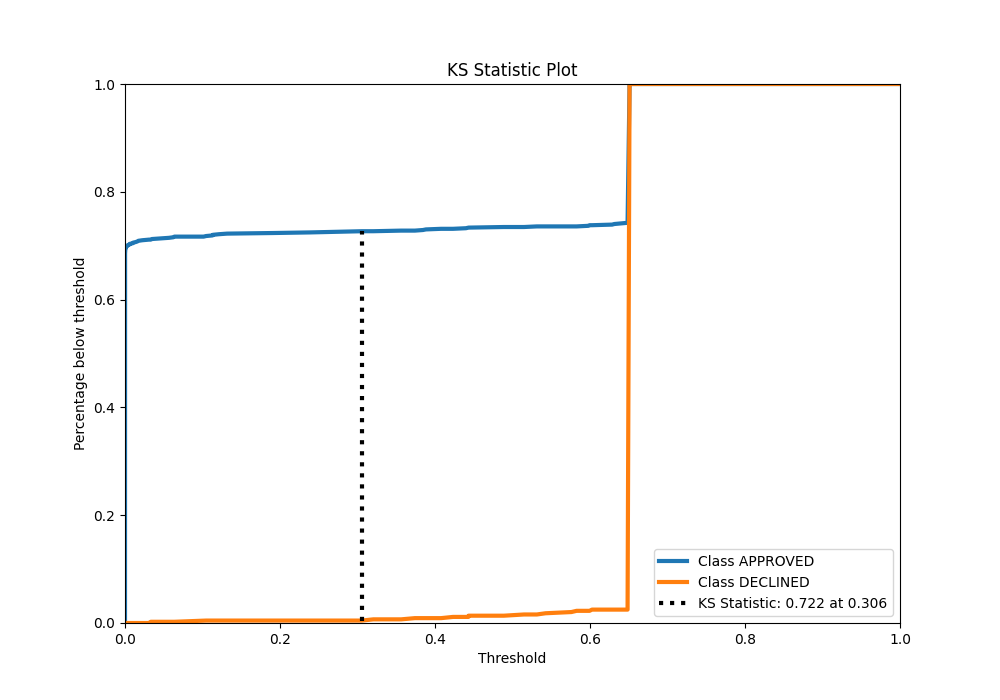 KS Statistic Plot
1.0
0.8
0.6
0.4
0.2
0.0
Percentage below threshold
0.0 0.2 0.4 0.6 0.8 1.0
Threshold
Class APPROVED
Class DECLINED
KS Statistic: 0.722 at 0.306